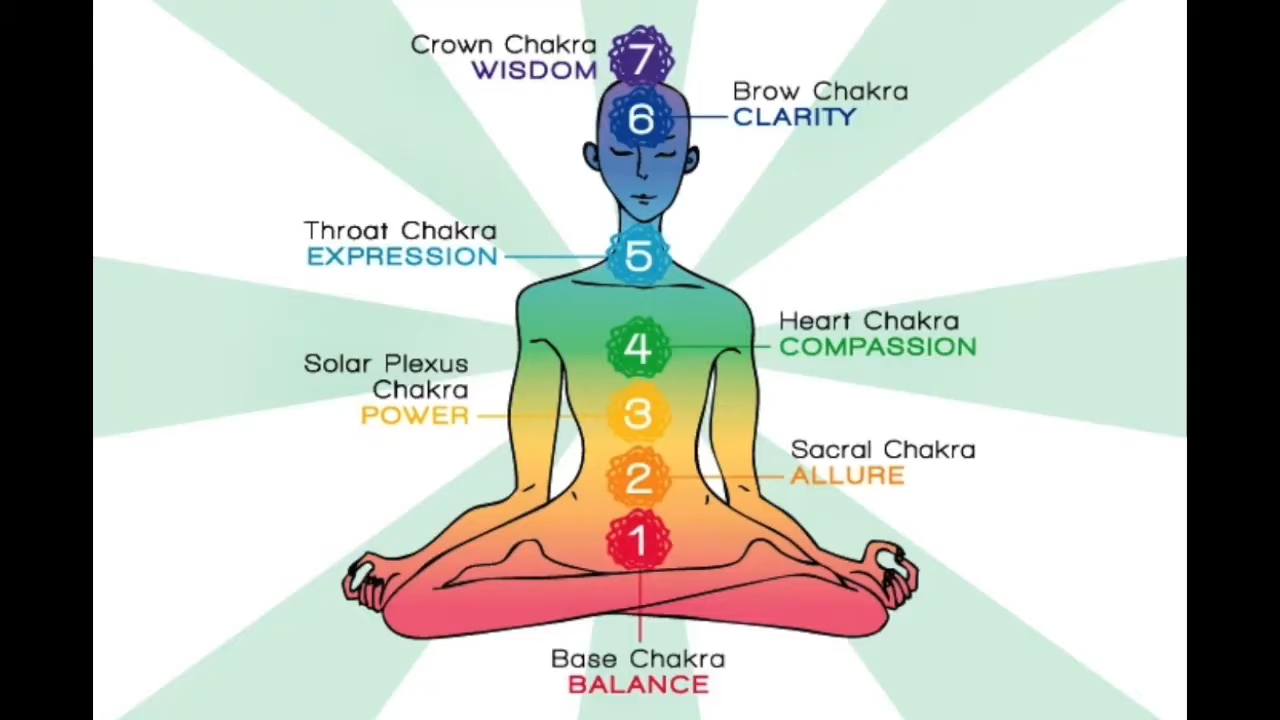 Crown Chakra
WISDOM
7
Brow Chakra
CLARITY
6
Throat Chakra
EXPRESSION
5
Heart Chakra
COMPASSION
4
Solar Plexus
Chakra
POWER
3
Sacral Chakra
ALLURE
2
1
Base Chakra
BALANCE